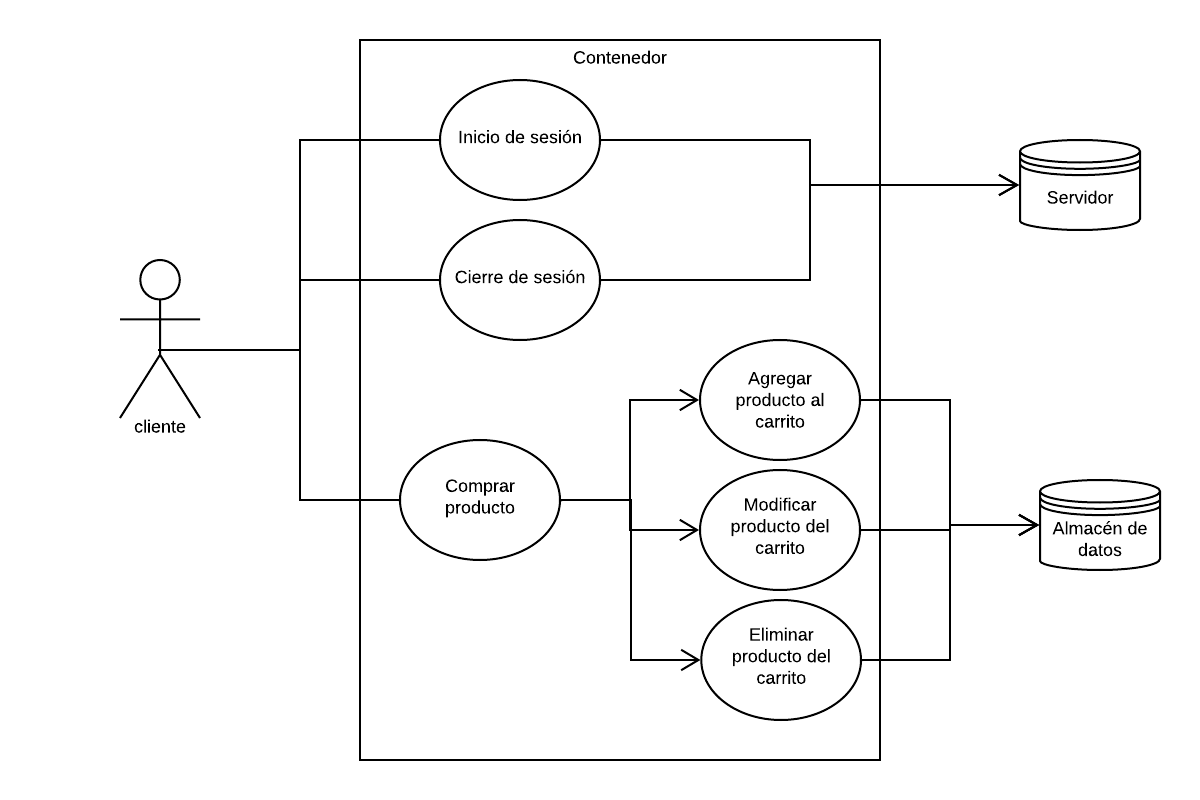 Contenedor
Inicio de sesión
Servidor
Cierre de sesión
cliente
Agregar
producto al
carrito
Comprar
producto
Modificar
producto del
carrito
Almacén de
datos
Eliminar
producto del
carrito